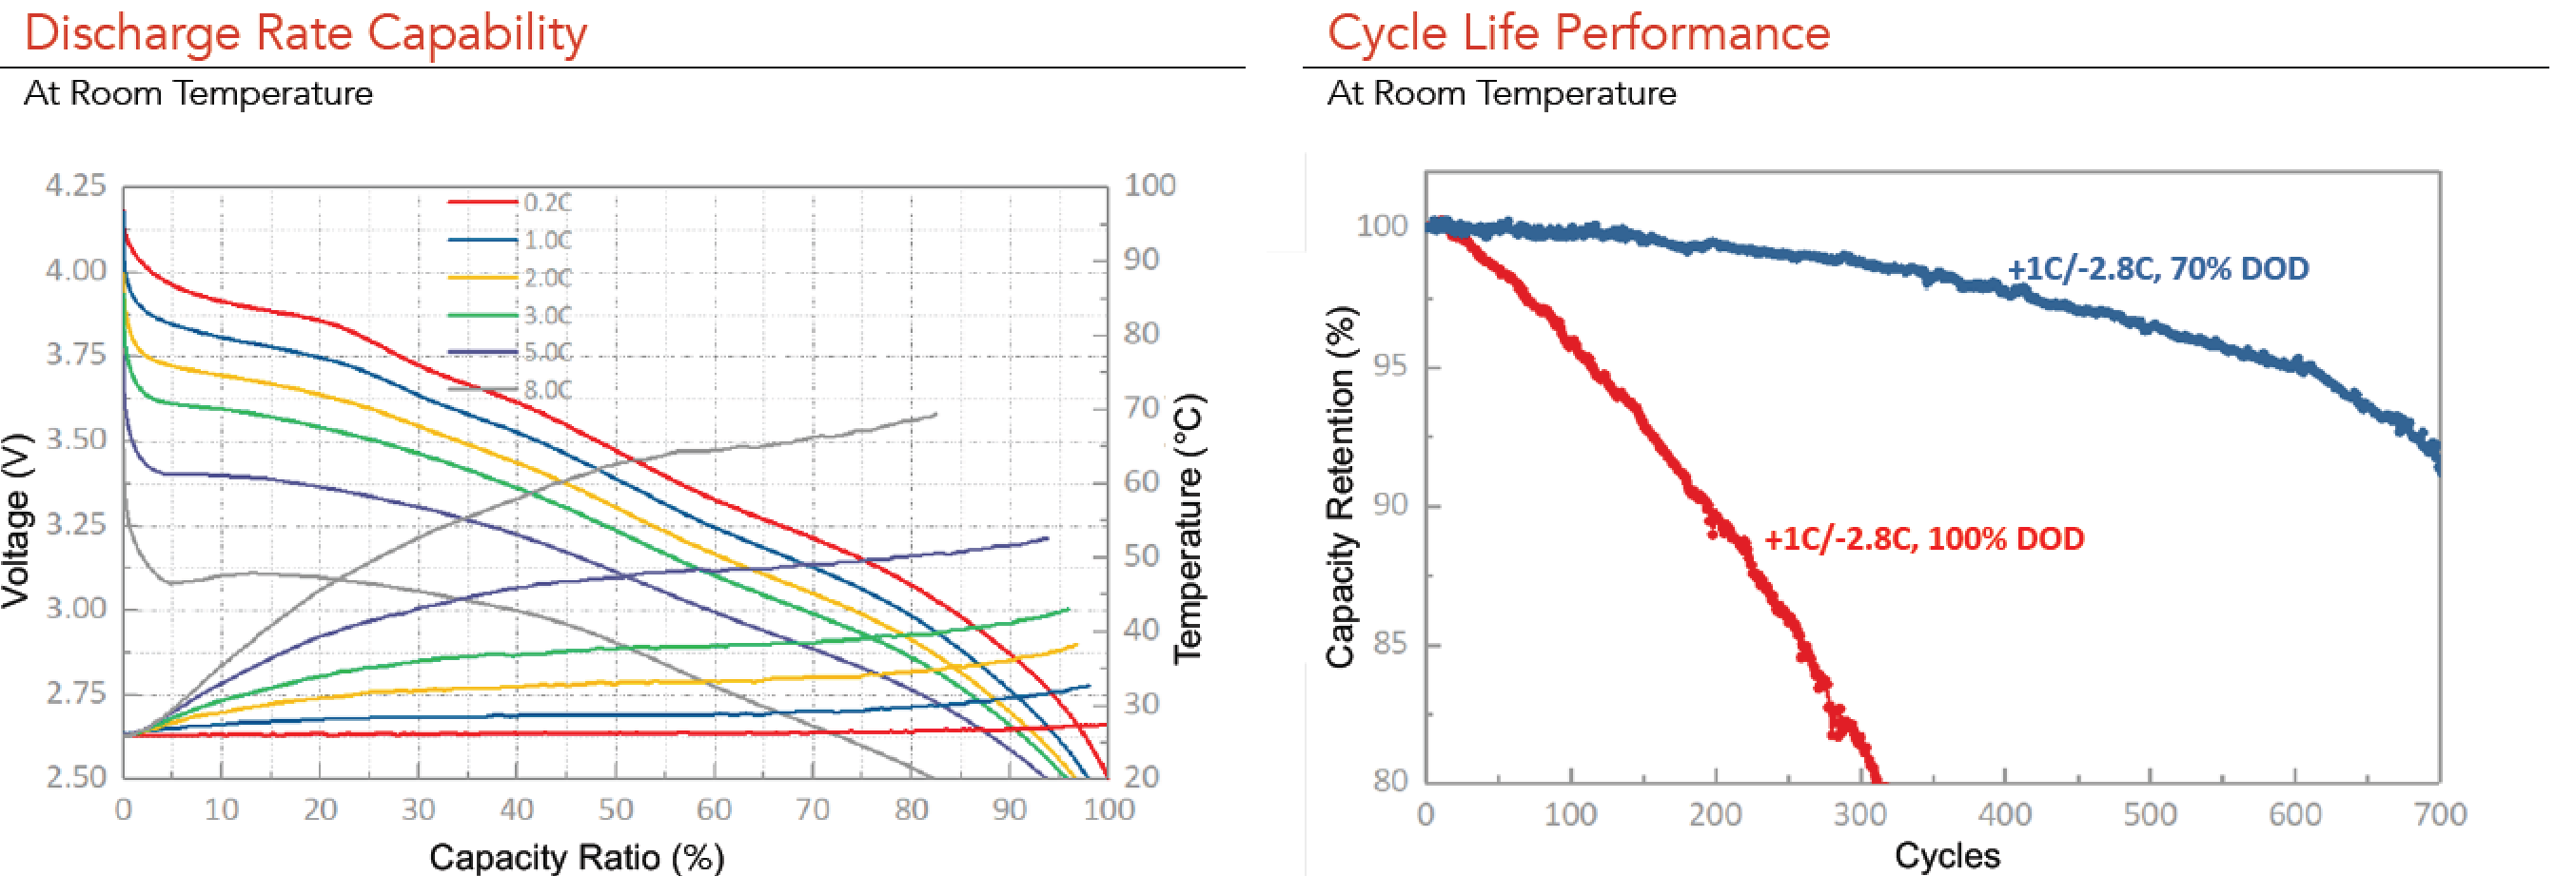 Discharge Rate Capability
At Room Temperature
4.25
4.00
3.75
3.50
3.25
3.00
2.75
2.50
Voltage (V)
0.2C
1.0C
2.0C
3.0C
5.0C
8.0C
100
90
80
70
60
50
40
30
20
Temperature (°C)
0 10 20 30 40 50 60 70 80 90 100
Capacity Ratio (%)
Cycle Life Performance
At Room Temperature
100
95
90
85
80
Capacity Retention (%)
+1C/-2.8C, 70% DOD
+1C/-2.8C, 100% DOD
0 100 200 300 400 500 600 700
Cycles